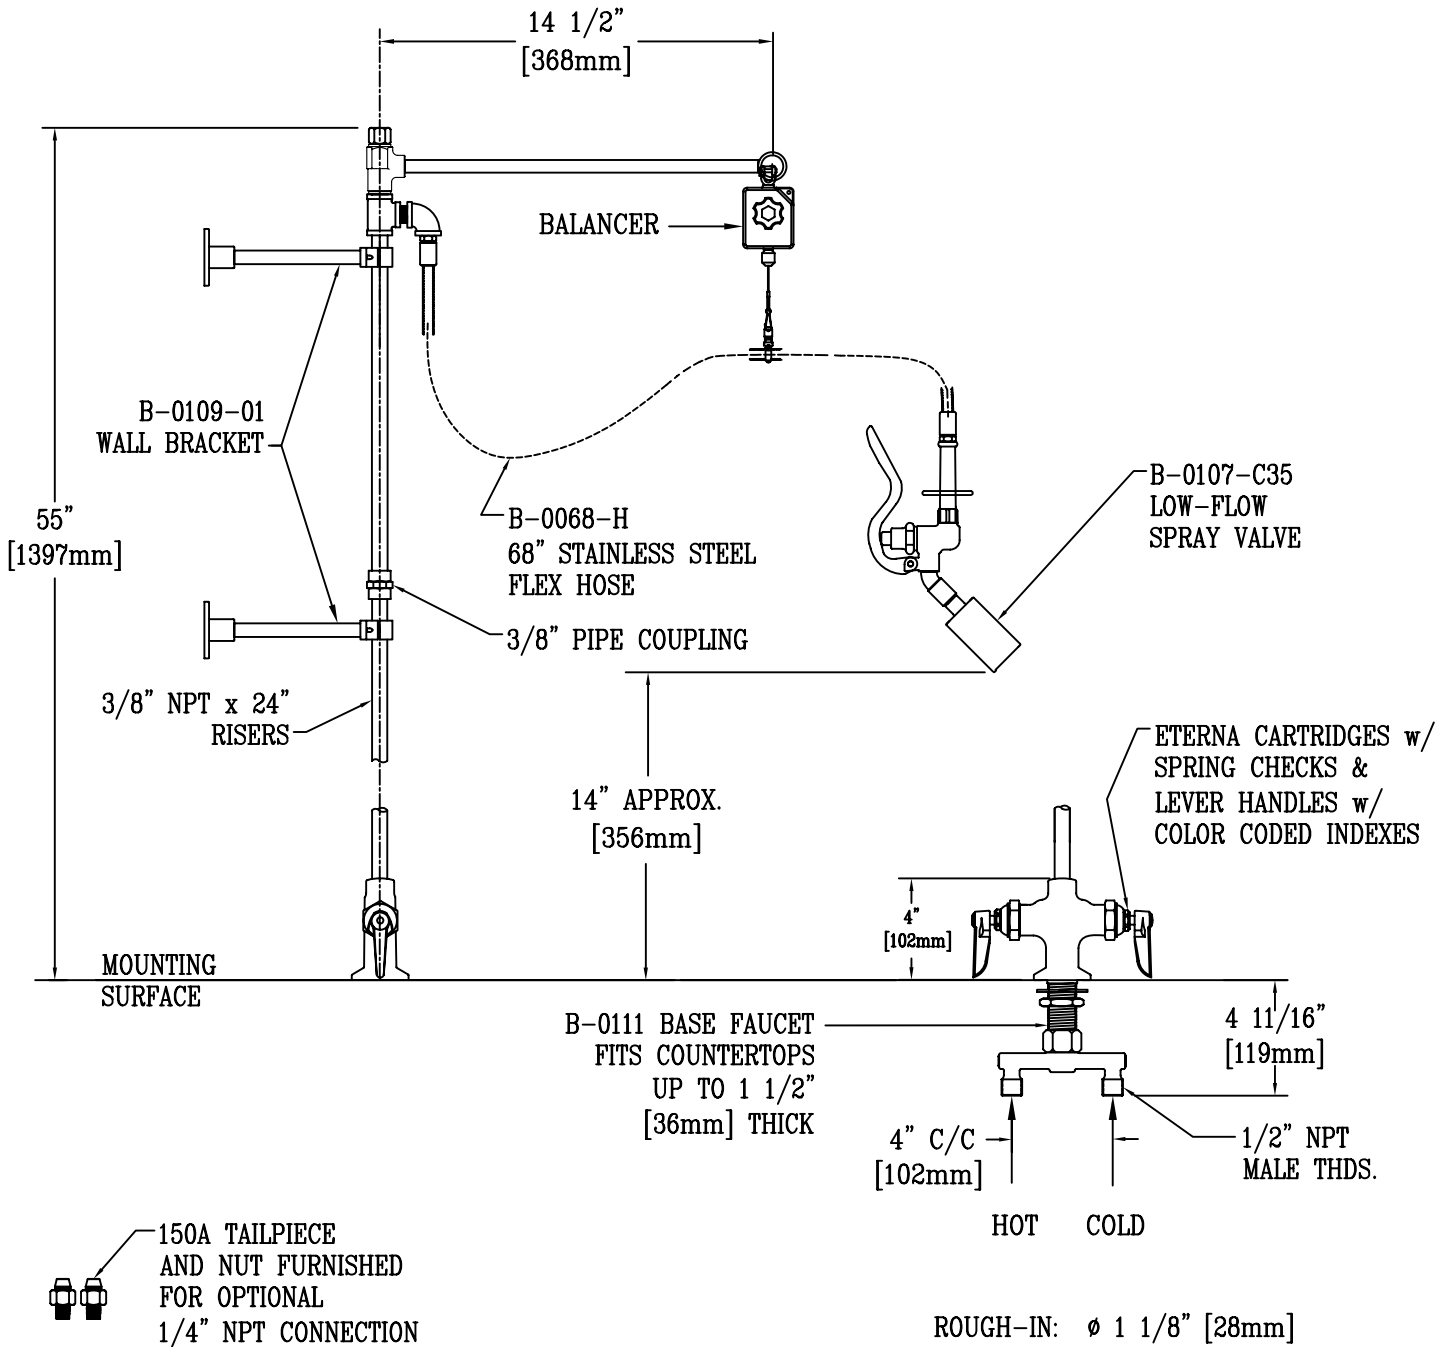 14 1/2"
[368mm]
BALANCER
B-0109-01
WALL BRACKET
55"
[1397mm]
B-0068-H
68" STAINLESS STEEL
FLEX HOSE
B-0107-C35
LOW-FLOW
SPRAY VALVE
3/8" PIPE COUPLING
3/8" NPT x 24"
RISERS
14" APPROX.
[356mm]
ETERNA CARTRIDGES w/
SPRING CHECKS &
LEVER HANDLES w/
COLOR CODED INDEXES
4"
[102mm]
MOUNTING
SURFACE
B-0111 BASE FAUCET
FITS COUNTERTOPS
UP TO 1 1/2"
[36mm] THICK
4 11/16"
[119mm]
4" C/C
[102mm]
1/2" NPT
MALE THDS.
HOT COLD
150A TAILPIECE
AND NUT FURNISHED
FOR OPTIONAL
1/4" NPT CONNECTION
ROUGH-IN: ø 1 1/8" [28mm]